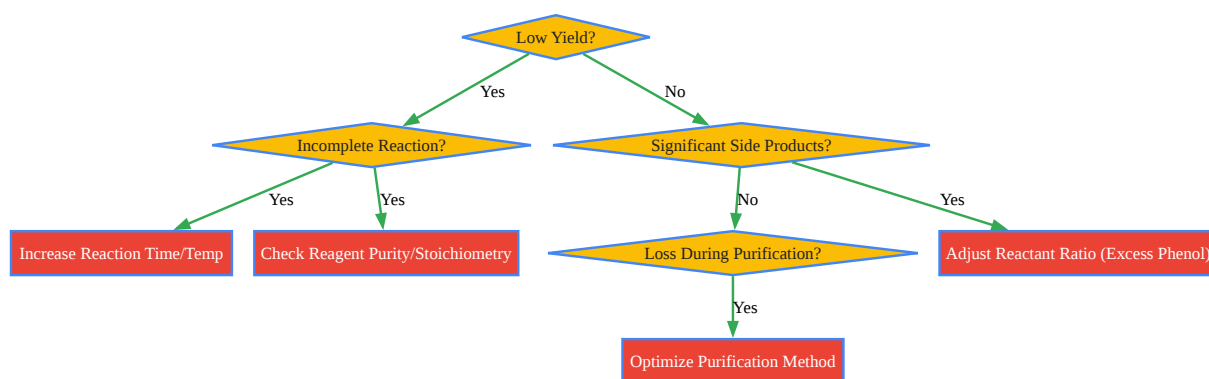 Low Yield?
Yes
No
Incomplete Reaction?
Significant Side Products?
Yes
Yes
No
Yes
Increase Reaction Time/Temp
Check Reagent Purity/Stoichiometry
Loss During Purification?
Adjust Reactant Ratio (Excess Phenol)
Yes
Optimize Purification Method